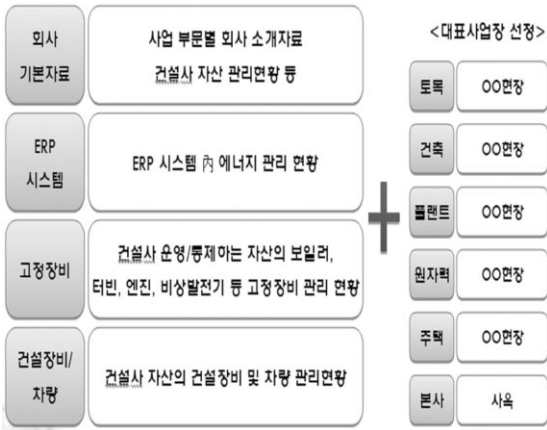 회사
기본자료
사업 부문별 회사 소개자료
건설사 자산 관리현황 등
ERP
시스템
ERP 시스템 內 에너지 관리 현황
고정장비
건설사 운영/통제하는 자산의 보일러,
터빈, 엔진, 비상발전기 등 고정장비 관리 현황
건설장비/
차량
건설사 자산의 건설장비 및 차량 관리현황
+
<대표사업장 선정>
토목
OO현장
건축
OO현장
플랜트
OO현장
원자력
OO현장
주택
OO현장
본사
사옥